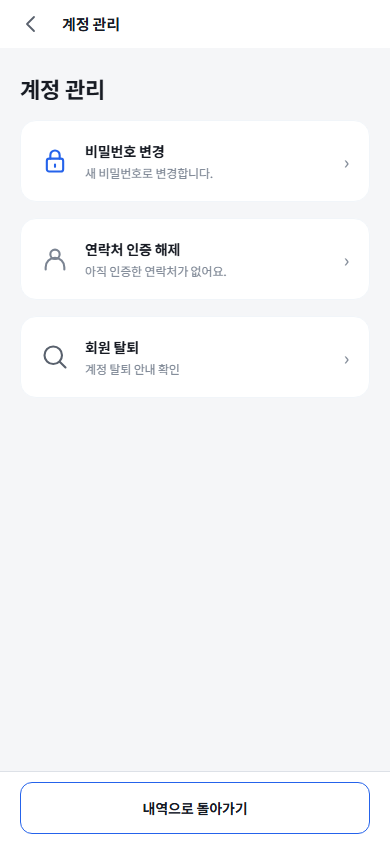 계정 관리
계정 관리
비밀번호 변경
새 비밀번호로 변경합니다.
연락처 인증 해제
아직 인증한 연락처가 없어요.
회원 탈퇴
계정 탈퇴 안내 확인
내역으로 돌아가기